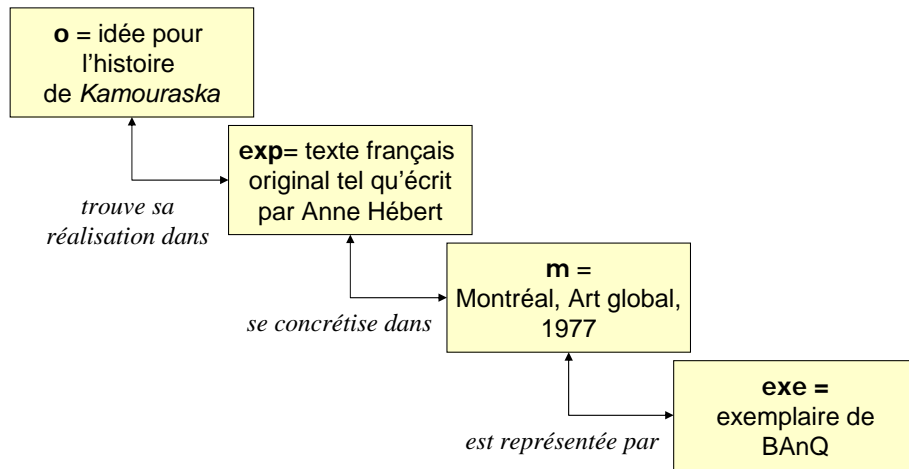 o = idée pour
l'histoire
de Kamouraska
exp= texte français
original tel qu'écrit
par Anne Hébert
trouve sa
réalisation dans
m =
Montréal, Art global,
1977
se concrétise dans
exe =
exemplaire de
BAnQ
est représentée par